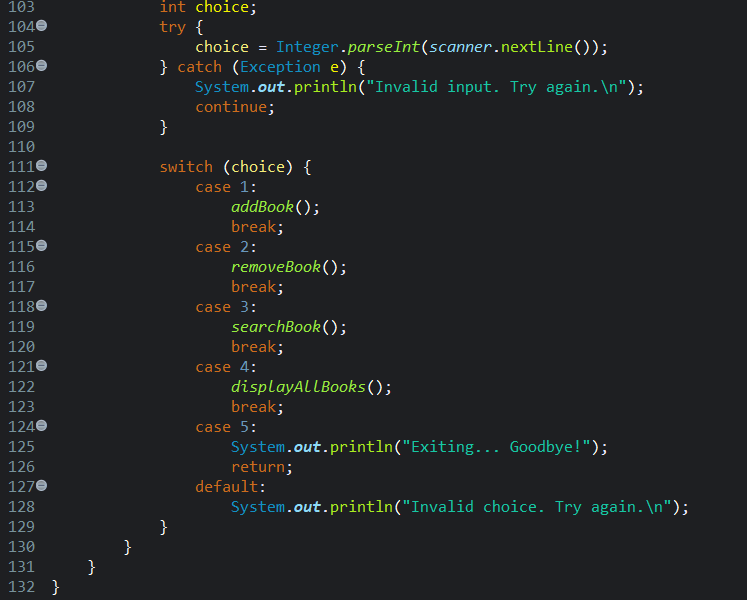 103 int choice;
104 try {
105 choice = Integer.parseInt(scanner.nextLine());
106 } catch (Exception e) {
107 System.out.println("Invalid input. Try again.\n");
108 continue;
109 }
110
111 switch (choice) {
112 case 1:
113 addBook();
114 break;
115 case 2:
116 removeBook();
117 break;
118 case 3:
119 searchBook();
120 break;
121 case 4:
122 displayAllBooks();
123 break;
124 case 5:
125 System.out.println("Exiting... Goodbye!");
126 return;
127 default:
128 System.out.println("Invalid choice. Try again.\n");
129 }
130 }
131 }
132 }